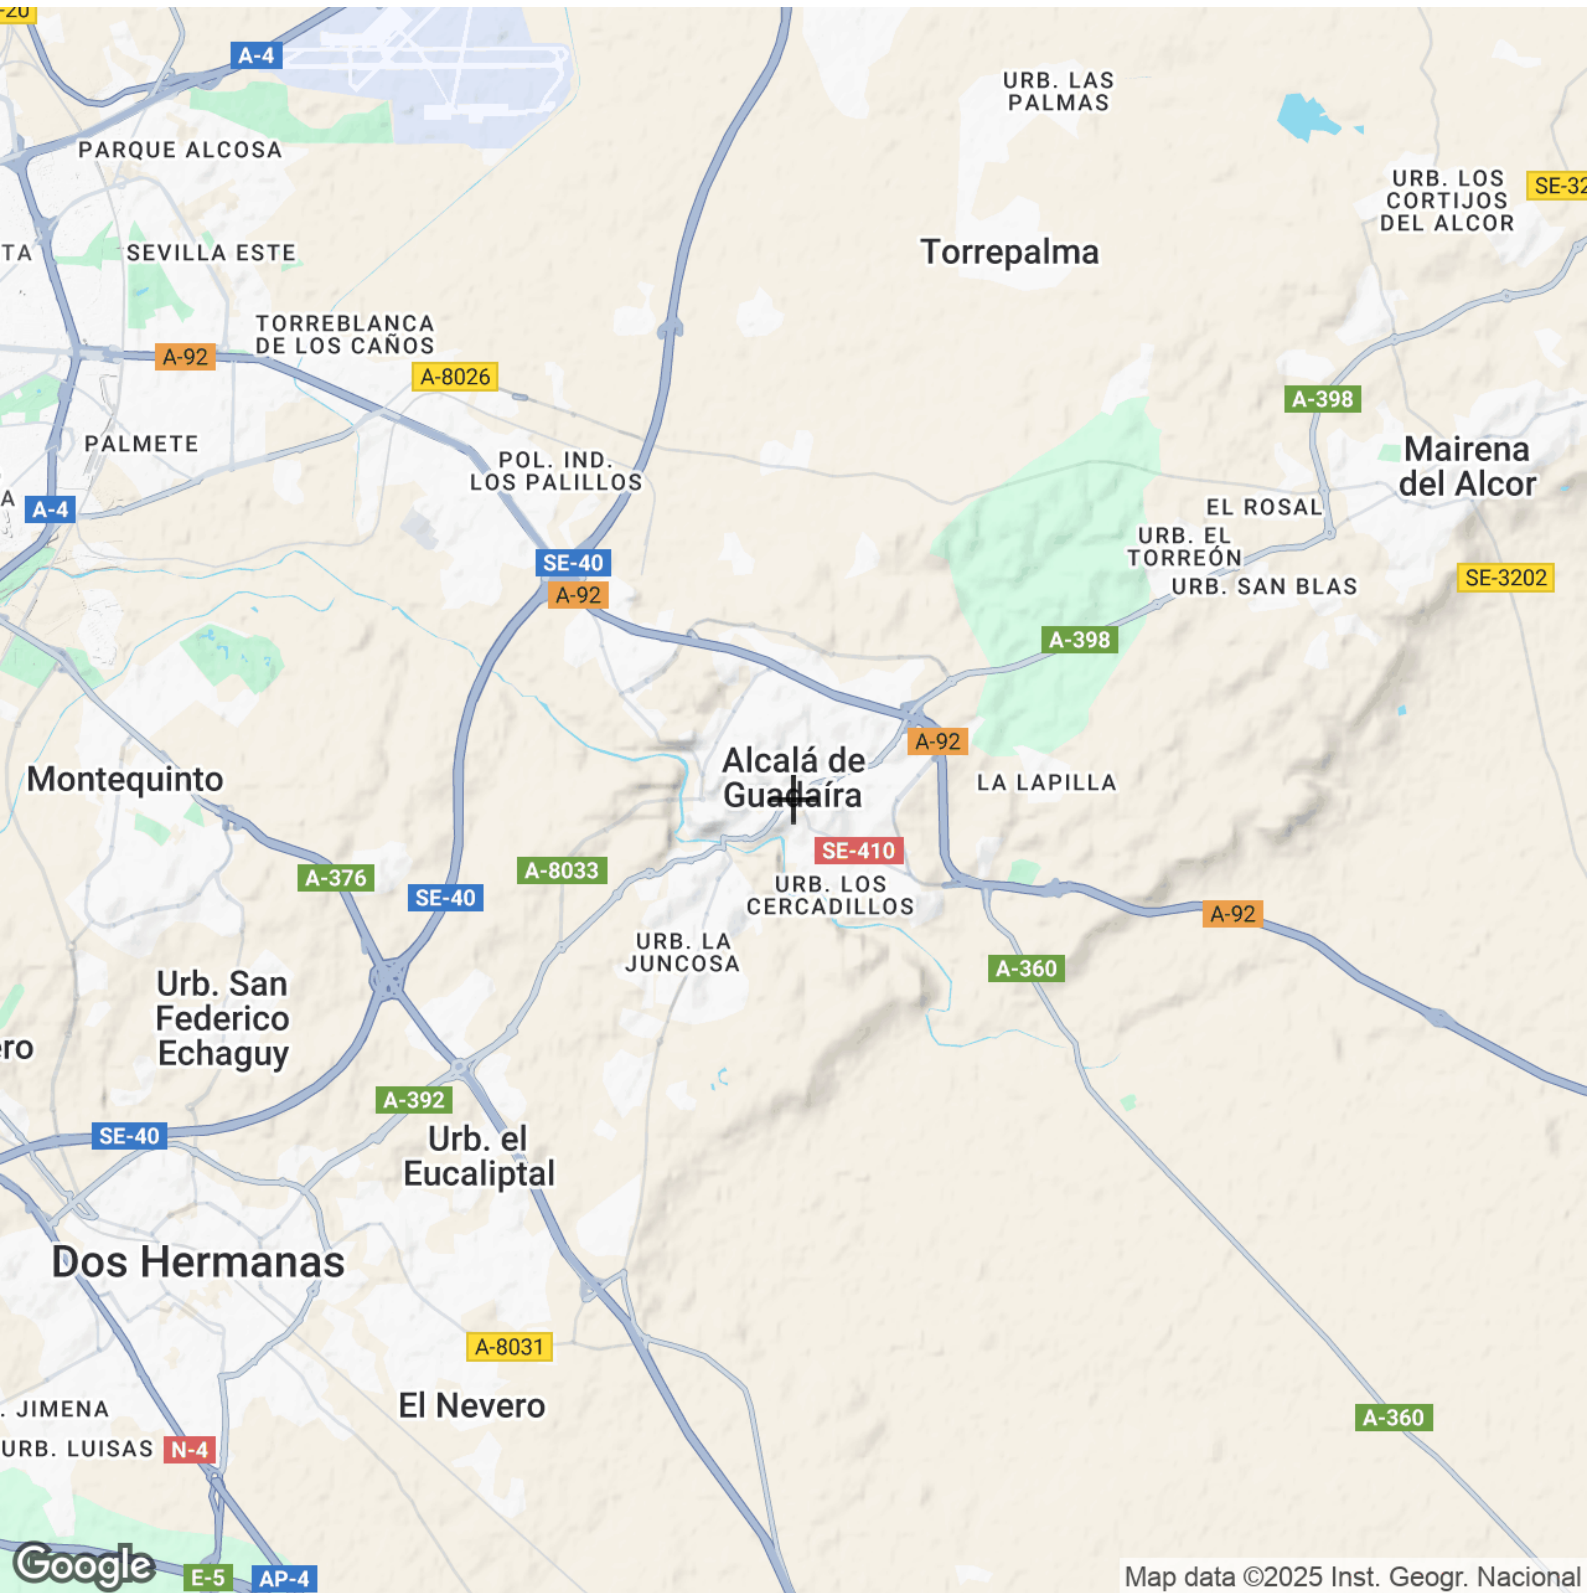 -20
A-4
URB. LAS
PALMAS
PARQUE ALCOSA
URB. LOS
CORTIJOS
DEL ALCOR
SE-32
TA
SEVILLA ESTE
Torrepalma
TORREBLANCA
DE LOS CAÑOS
A-92
A-8026
A-398
PALMETE
POL. IND.
LOS PALILLOS
Mairena
del Alcor
A
A-4
EL ROSAL
URB. EL
TORREÓN
SE-40
A-92
URB. SAN BLAS
SE-3202
A-398
A-92
Alcalá de
Guadaíra
Montequinto
LA LAPILLA
SE-410
A-8033
A-376
SE-40
URB. LOS
CERCADILLOS
A-92
URB. LA
JUNCOSA
A-360
Urb. San
Federico
Echaguy
ero
A-392
SE-40
Urb. el
Eucaliptal
Dos Hermanas
A-8031
El Nevero
. JIMENA
A-360
URB. LUISAS
N-4
Google
E-5
AP-4
Map data ©2025 Inst. Geogr. Nacional